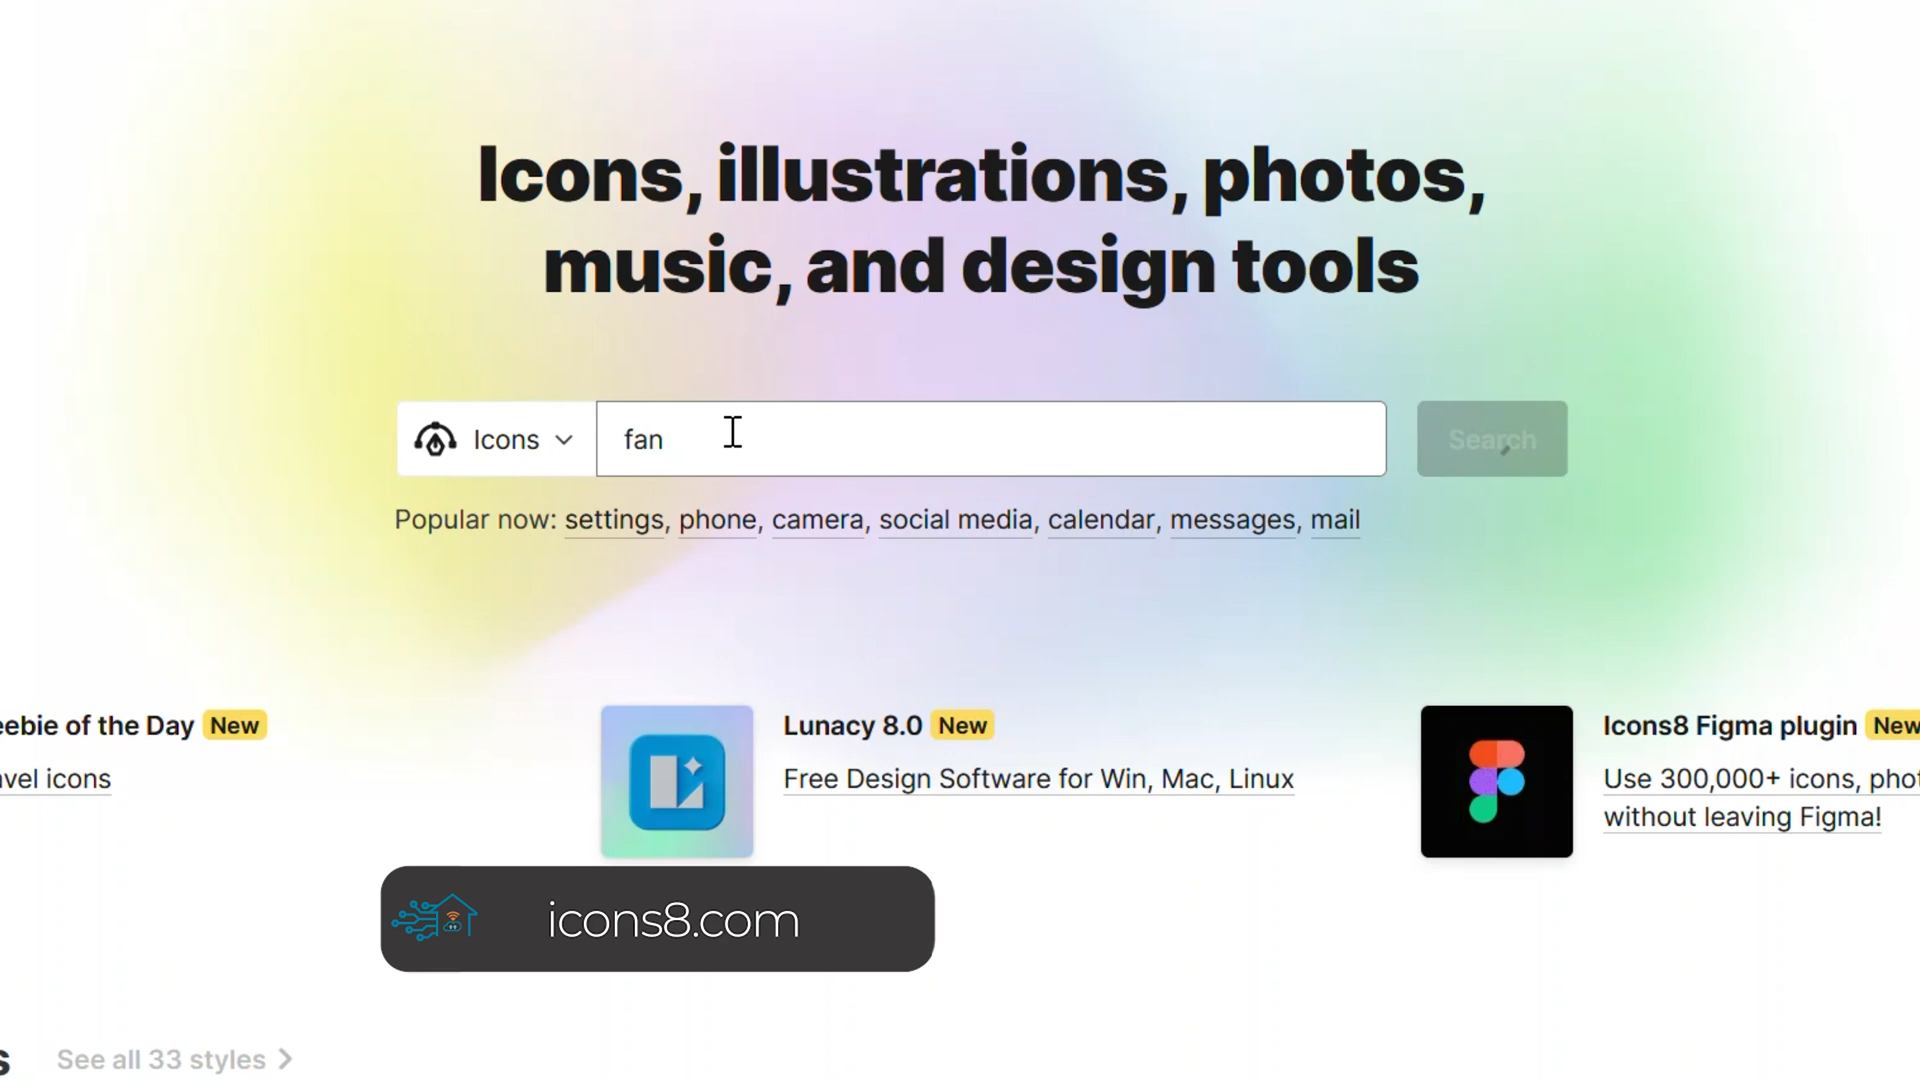 Icons, illustrations, photos,
music, and design tools
Icons
fan
Search
Popular now: settings, phone, camera, social media, calendar, messages, mail
eebie of the Day New
avel icons
Lunacy 8.0 New
Free Design Software for Win, Mac, Linux
Icons8 Figma plugin New
Use 300,000+ icons, phot
without leaving Figma!
icons8.com
s
See all 33 styles